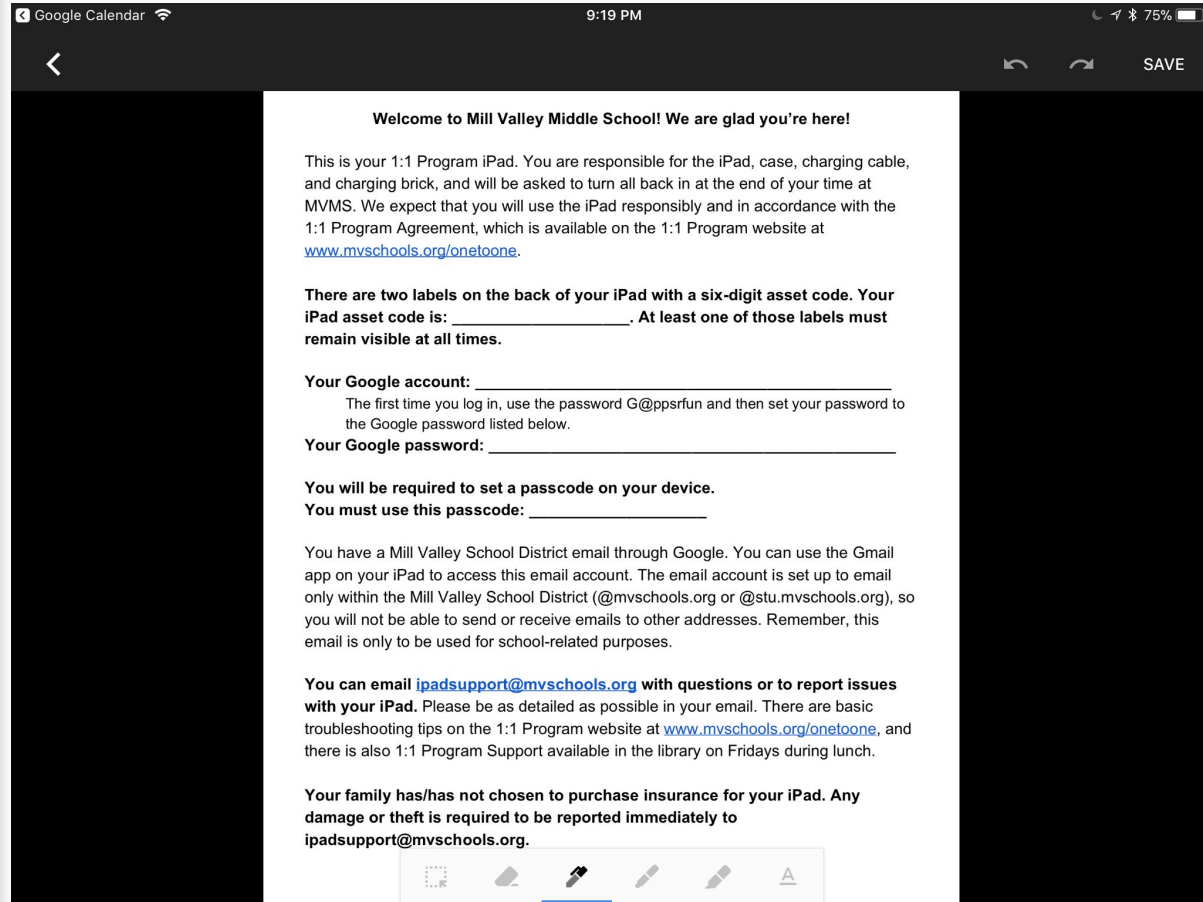 Google Calendar 9:19 PM 75%
SAVE
Welcome to Mill Valley Middle School! We are glad you’re here!
This is your 1:1 Program iPad. You are responsible for the iPad, case, charging cable,
and charging brick, and will be asked to turn all back in at the end of your time at
MVMS. We expect that you will use the iPad responsibly and in accordance with the
1:1 Program Agreement, which is available on the 1:1 Program website at
www.mvschools.org/onetoone.
There are two labels on the back of your iPad with a six-digit asset code. Your
iPad asset code is: ____________________. At least one of those labels must
remain visible at all times.
Your Google account: _______________________________________________
The first time you log in, use the password G@ppsrfun and then set your password to
the Google password listed below.
Your Google password: ______________________________________________
You will be required to set a passcode on your device.
You must use this passcode: ____________________
You have a Mill Valley School District email through Google. You can use the Gmail
app on your iPad to access this email account. The email account is set up to email
only within the Mill Valley School District (@mvschools.org or @stu.mvschools.org), so
you will not be able to send or receive emails to other addresses. Remember, this
email is only to be used for school-related purposes.
You can email ipadsupport@mvschools.org with questions or to report issues
with your iPad. Please be as detailed as possible in your email. There are basic
troubleshooting tips on the 1:1 Program website at www.mvschools.org/onetoone, and
there is also 1:1 Program Support available in the library on Fridays during lunch.
Your family has/has not chosen to purchase insurance for your iPad. Any
damage or theft is required to be reported immediately to
ipadsupport@mvschools.org.
A